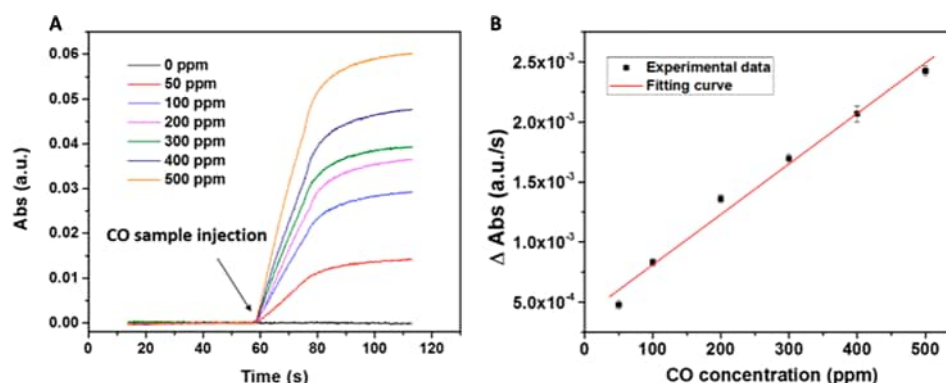 A
Abs (a.u.)
0.06
0.05
0.04
0.03
0.02
0.01
0.00
0 ppm
50 ppm
100 ppm
200 ppm
300 ppm
400 ppm
500 ppm
CO sample injection
0 20 40 60 80 100 120
Time (s)
B
Δ Abs (a.u./s)
2.5x10⁻³
2.0x10⁻³
1.5x10⁻³
1.0x10⁻³
5.0x10⁻⁴
Experimental data
Fitting curve
0 100 200 300 400 500
CO concentration (ppm)